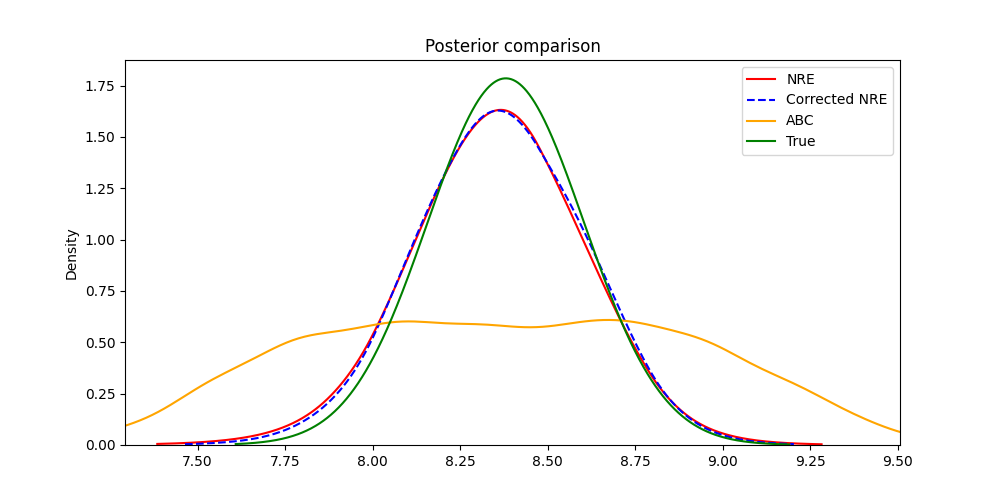 Posterior comparison
NRE
Corrected NRE
ABC
True
Density
1.75
1.50
1.25
1.00
0.75
0.50
0.25
0.00
7.50 7.75 8.00 8.25 8.50 8.75 9.00 9.25 9.50